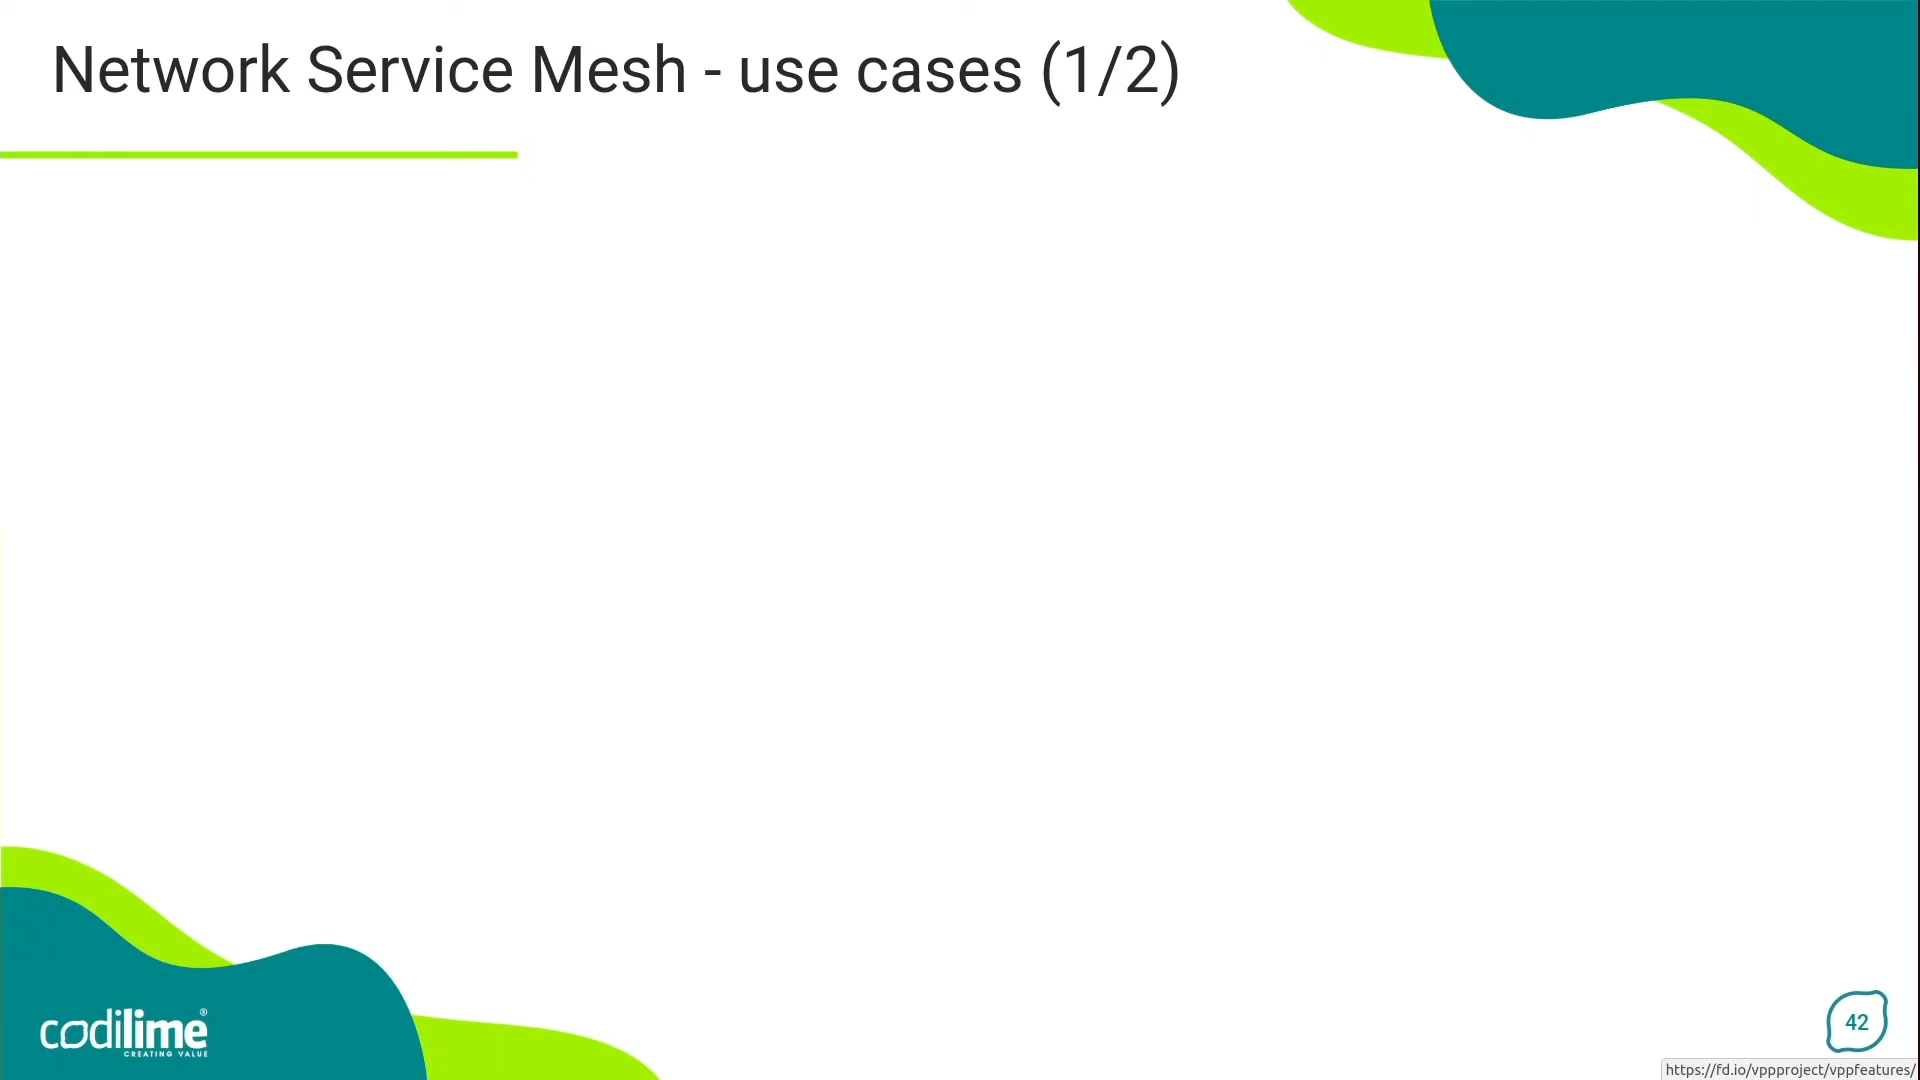 Network Service Mesh - use cases (1/2)
codilime®
CREATING VALUE
42
https://fd.io/vppproject/vppfeatures/